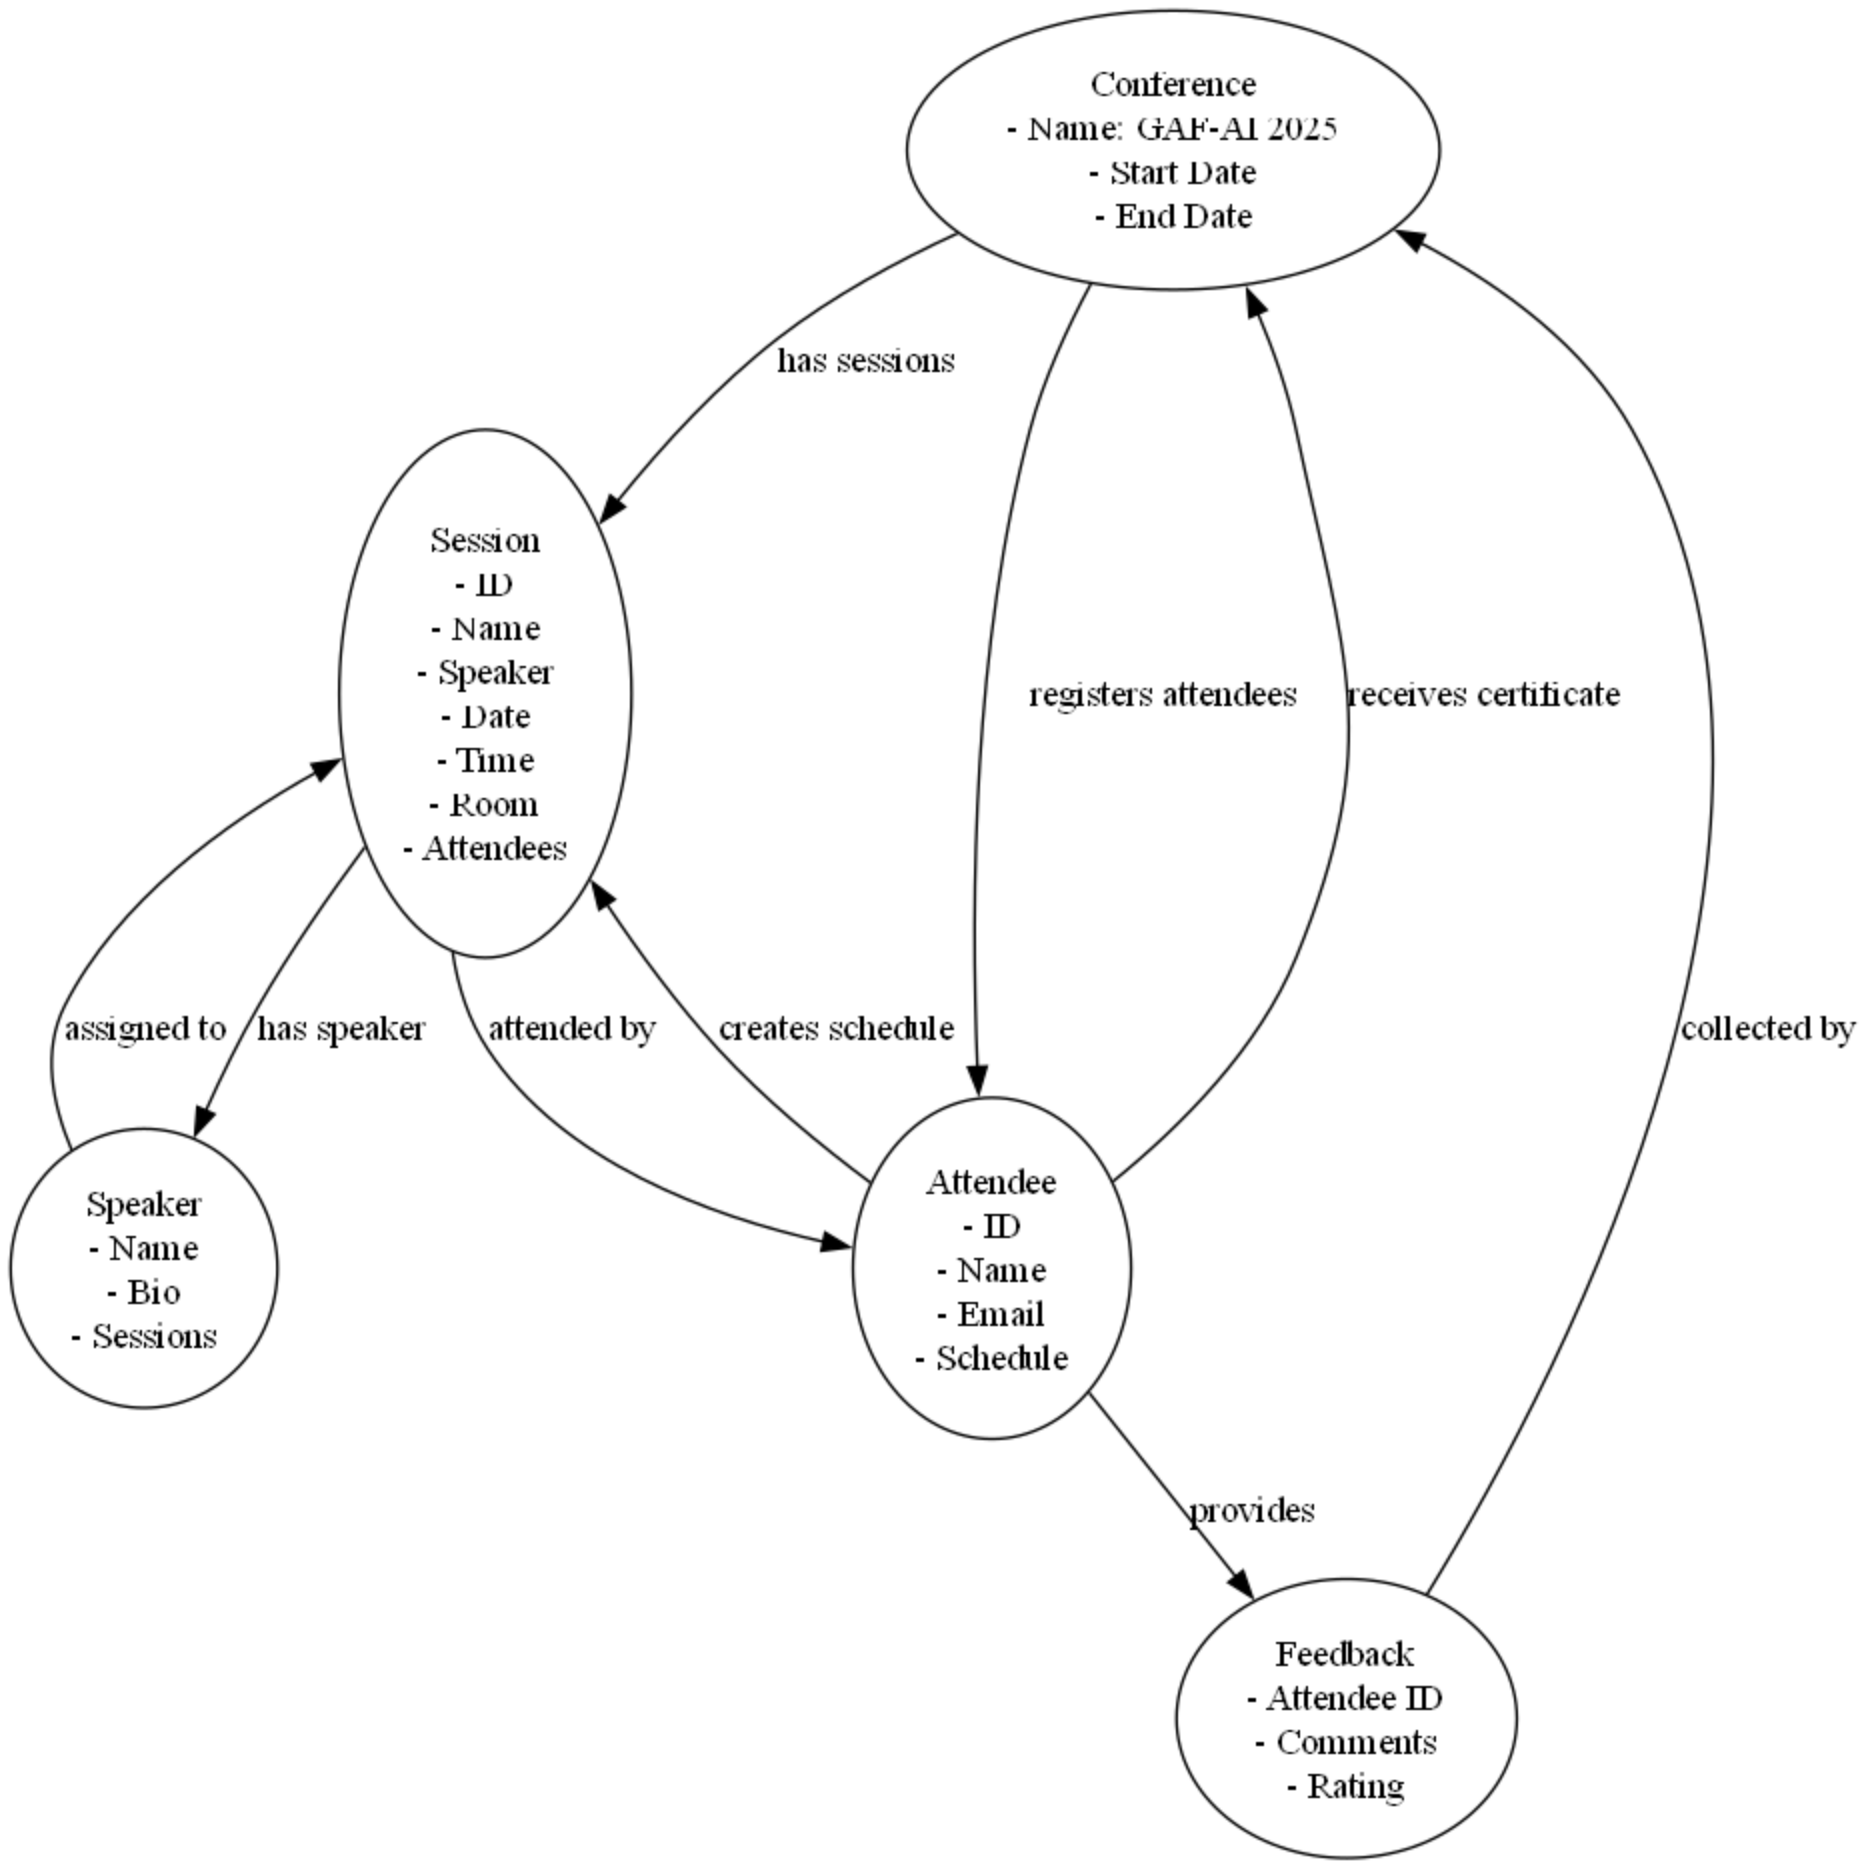 Conference
- Name: GAF-AI 2025
- Start Date
- End Date
has sessions
Session
- ID
- Name
- Speaker
- Date
- Time
- Room
- Attendees
registers attendees
receives certificate
assigned to
has speaker
attended by
creates schedule
collected by
Speaker
- Name
- Bio
- Sessions
Attendee
- ID
- Name
- Email
- Schedule
provides
Feedback
- Attendee ID
- Comments
- Rating